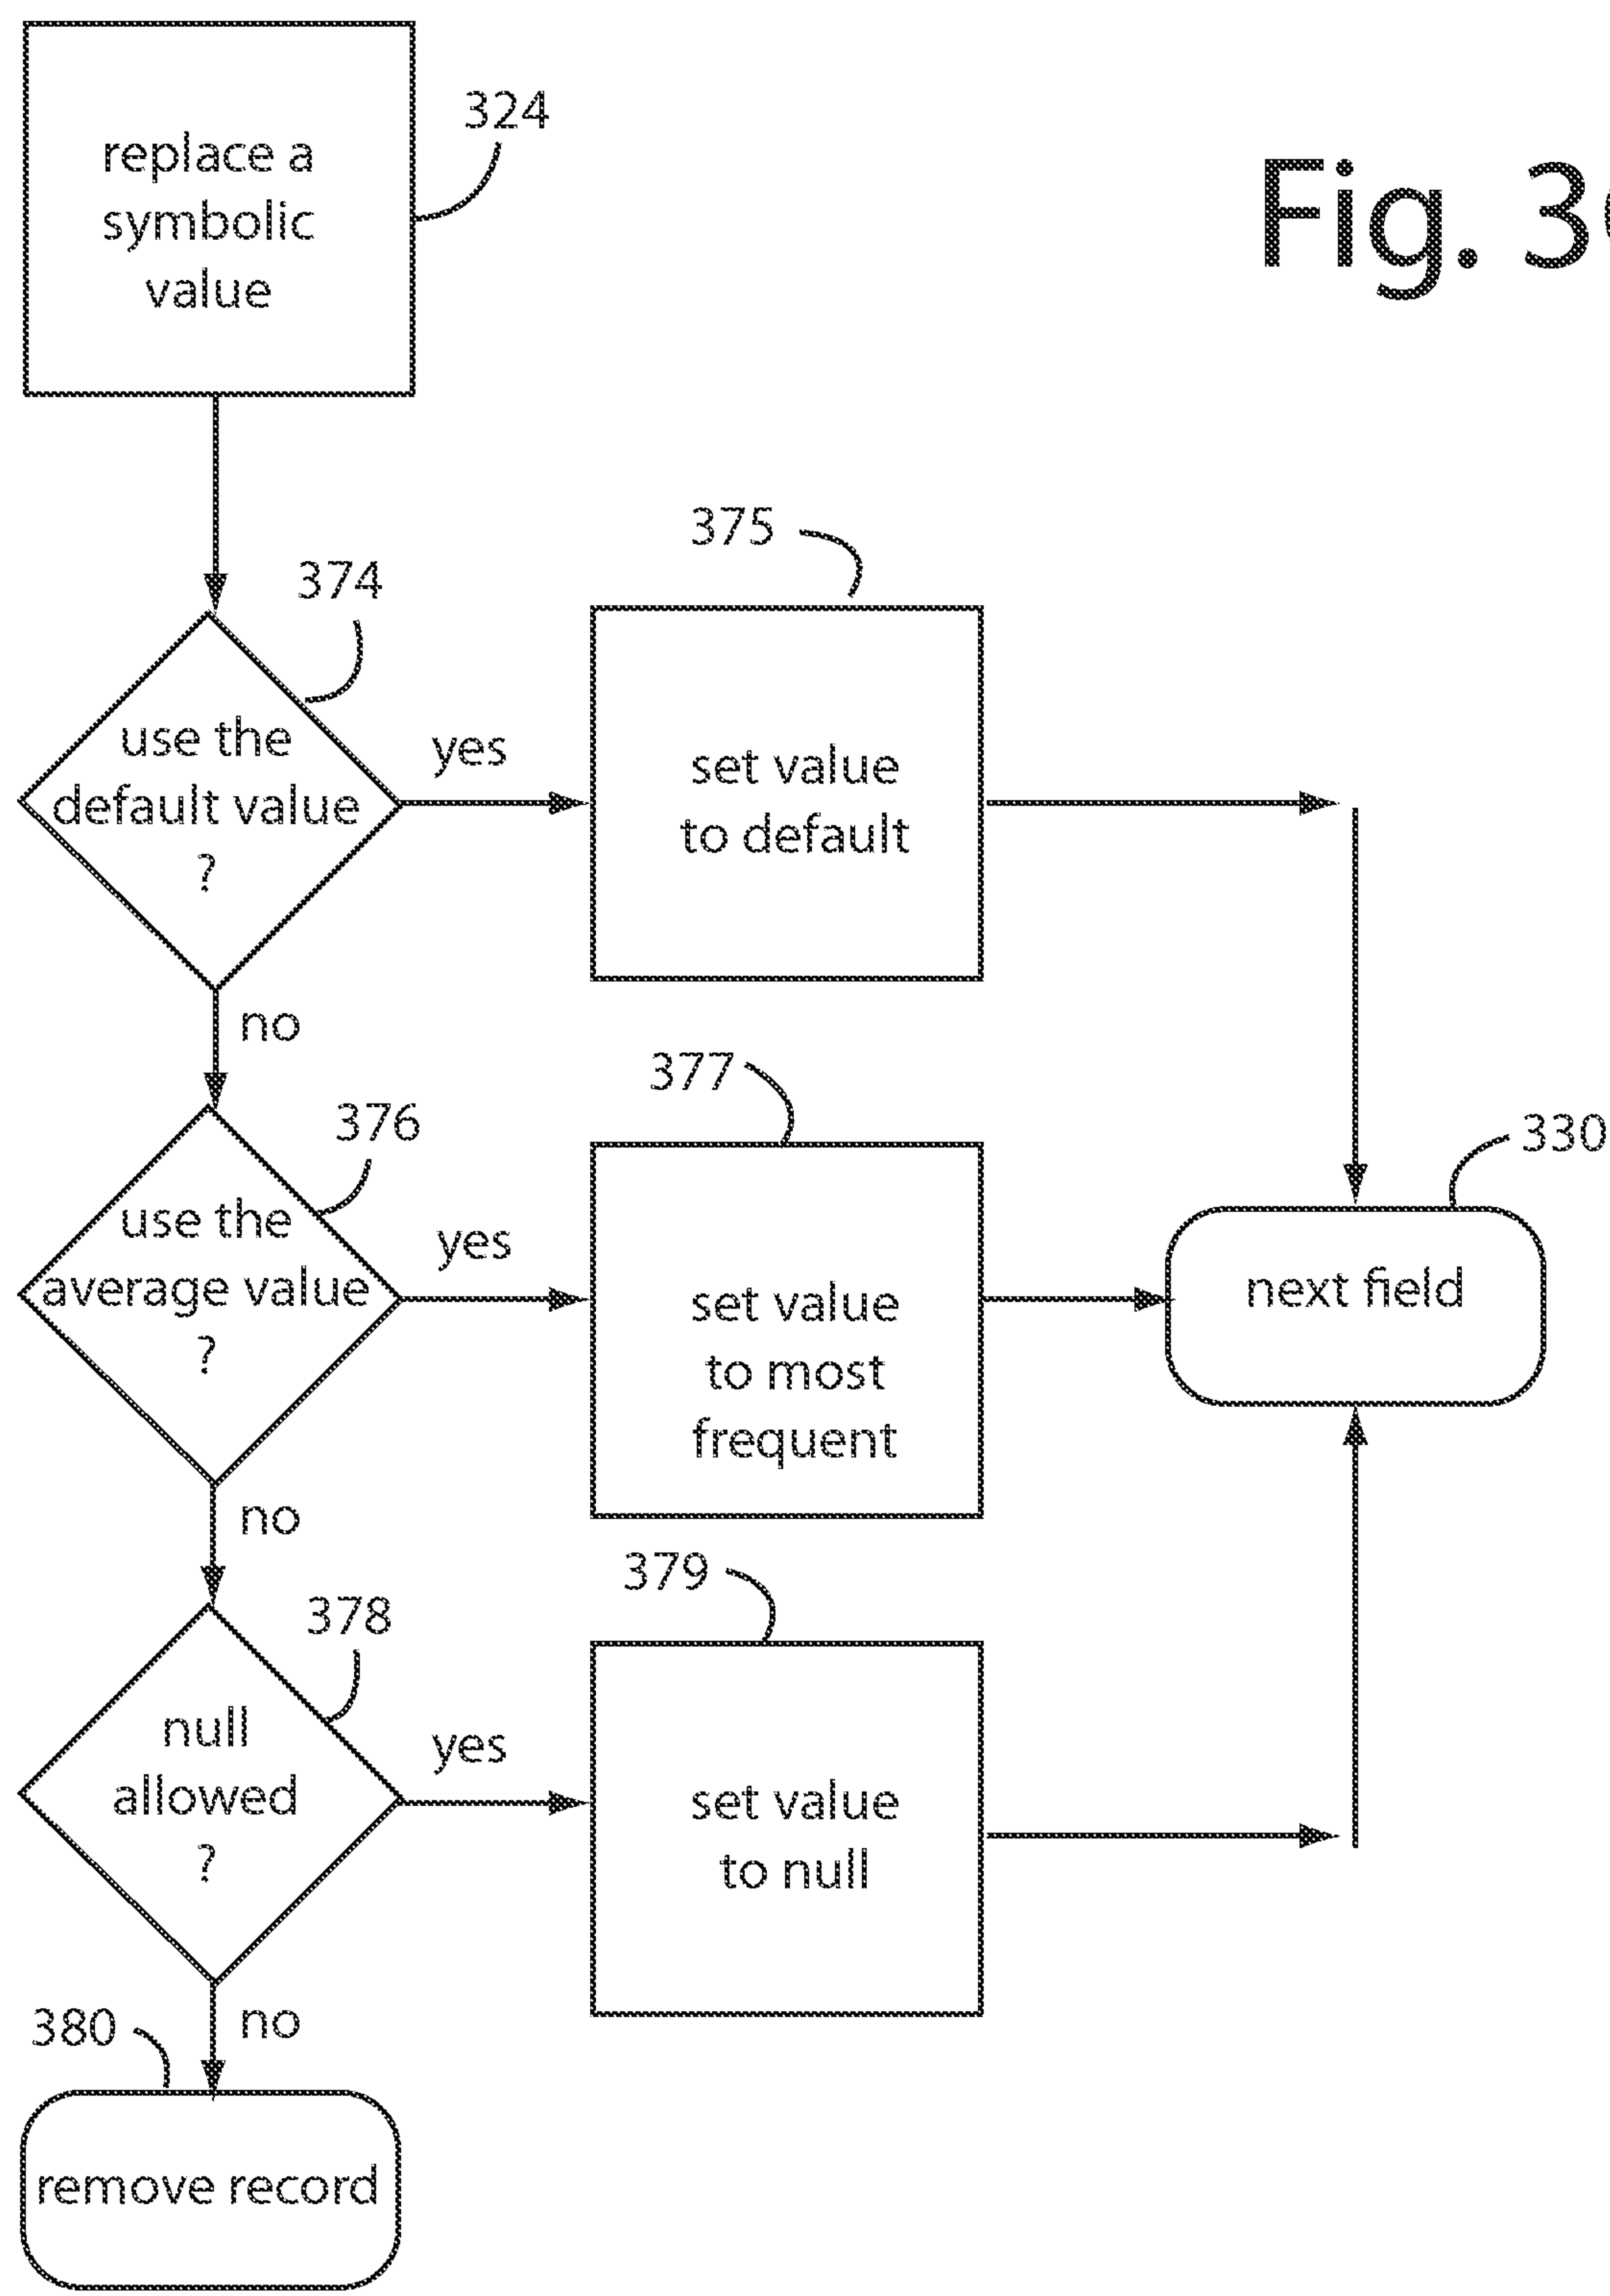 replace a
symbolic
value
324
Fig. 3
374
use the
default value
?
yes
375
set value
to default
no
376
use the
average value
?
yes
377
set value
to most
frequent
330
next field
no
378
null
allowed
?
yes
379
set value
to null
no
380
remove record